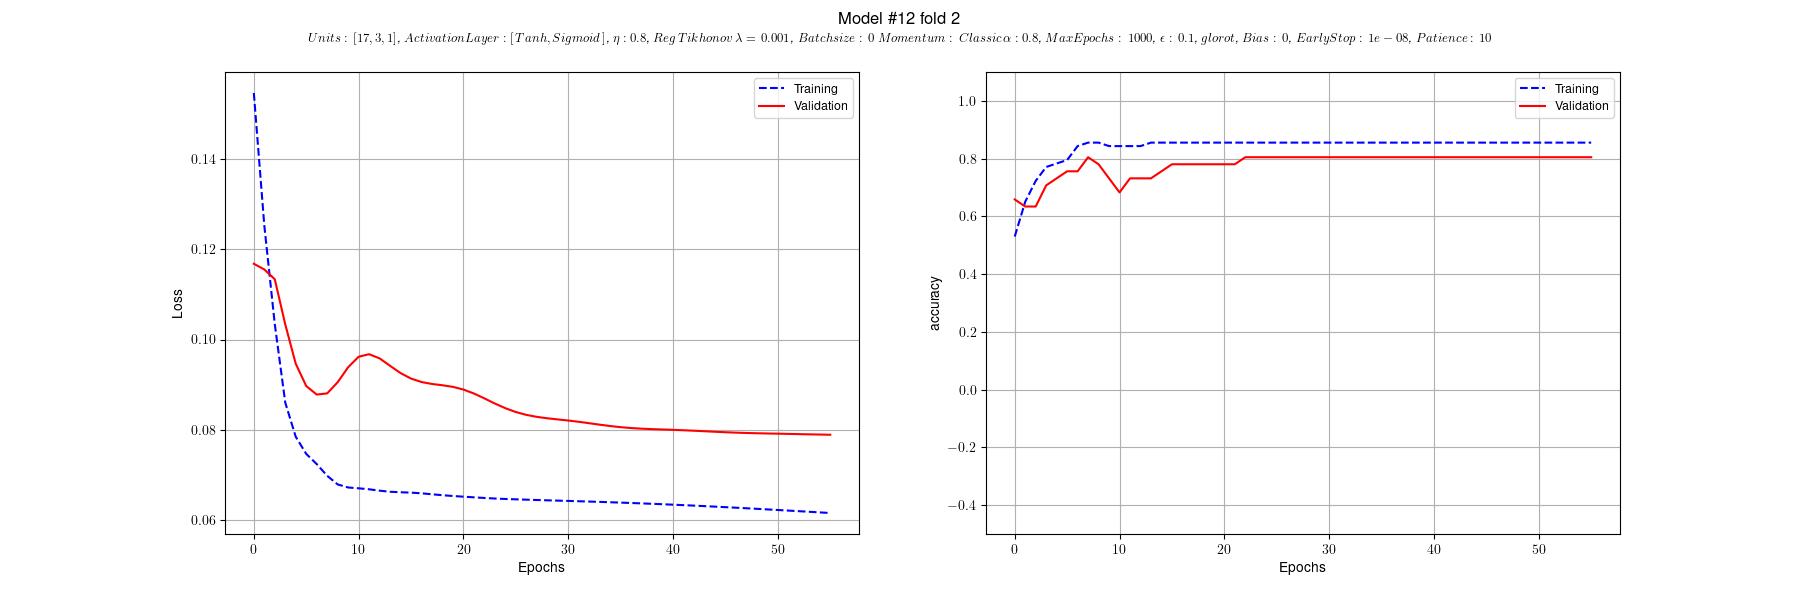 Model #12 fold 2
Units : [17, 3, 1], ActivationLayer : [Tanh, Sigmoid], η : 0.8, Reg Tikhonov λ = 0.001, Batchsize : 0 Momentum : Classicα : 0.8, MaxEpochs : 1000, ϵ : 0.1, glorot, Bias : 0, EarlyStop : 1e − 08, Patience : 10
Training
Validation
0.14
0.12
0.10
0.08
0.06
Loss
0 10 20 30 40 50
Epochs
Training
Validation
1.0
0.8
0.6
0.4
0.2
0.0
−0.2
−0.4
accuracy
0 10 20 30 40 50
Epochs